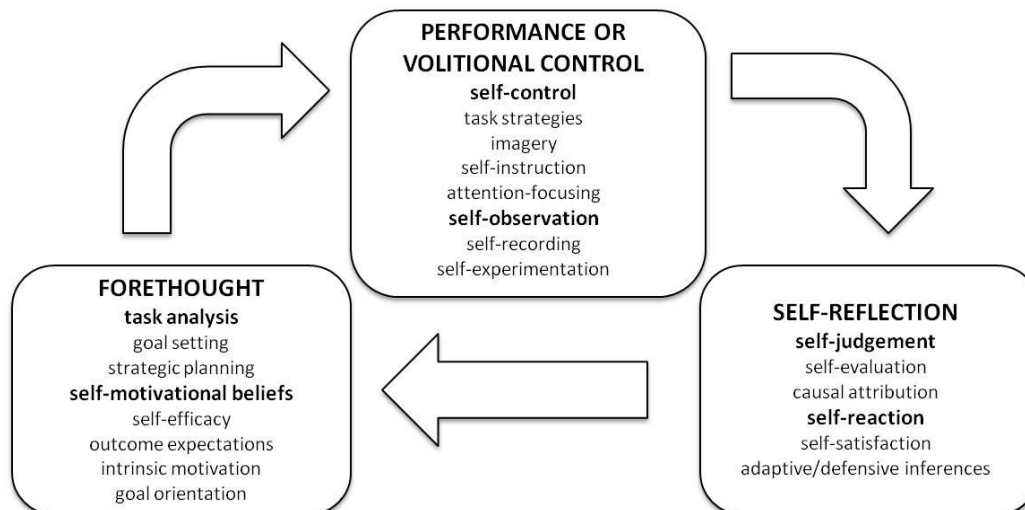 PERFORMANCE OR
VOLITIONAL CONTROL
self-control
task strategies
imagery
self-instruction
attention-focusing
self-observation
self-recording
self-experimentation
FORETHOUGHT
task analysis
goal setting
strategic planning
self-motivational beliefs
self-efficacy
outcome expectations
intrinsic motivation
goal orientation
SELF-REFLECTION
self-judgement
self-evaluation
causal attribution
self-reaction
self-satisfaction
adaptive/defensive inferences